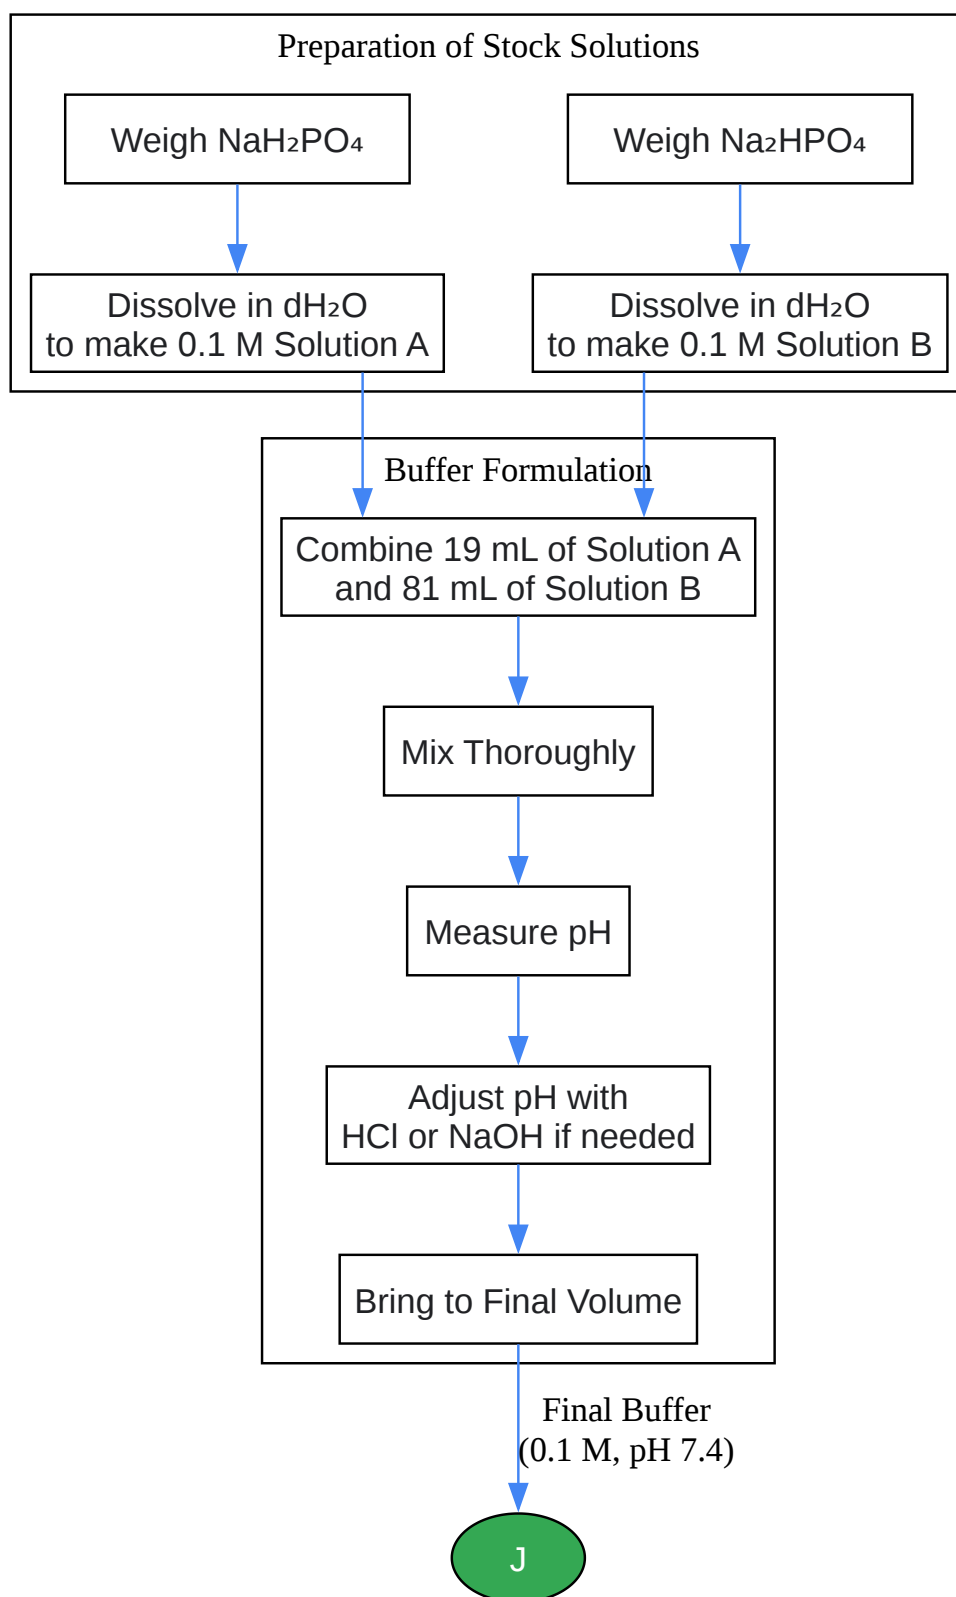 Preparation of Stock Solutions
Weigh NaH₂PO₄
Weigh Na₂HPO₄
Dissolve in dH₂O
to make 0.1 M Solution A
Dissolve in dH₂O
to make 0.1 M Solution B
Buffer Formulation
Combine 19 mL of Solution A
and 81 mL of Solution B
Mix Thoroughly
Measure pH
Adjust pH with
HCl or NaOH if needed
Bring to Final Volume
Final Buffer
(0.1 M, pH 7.4)
J